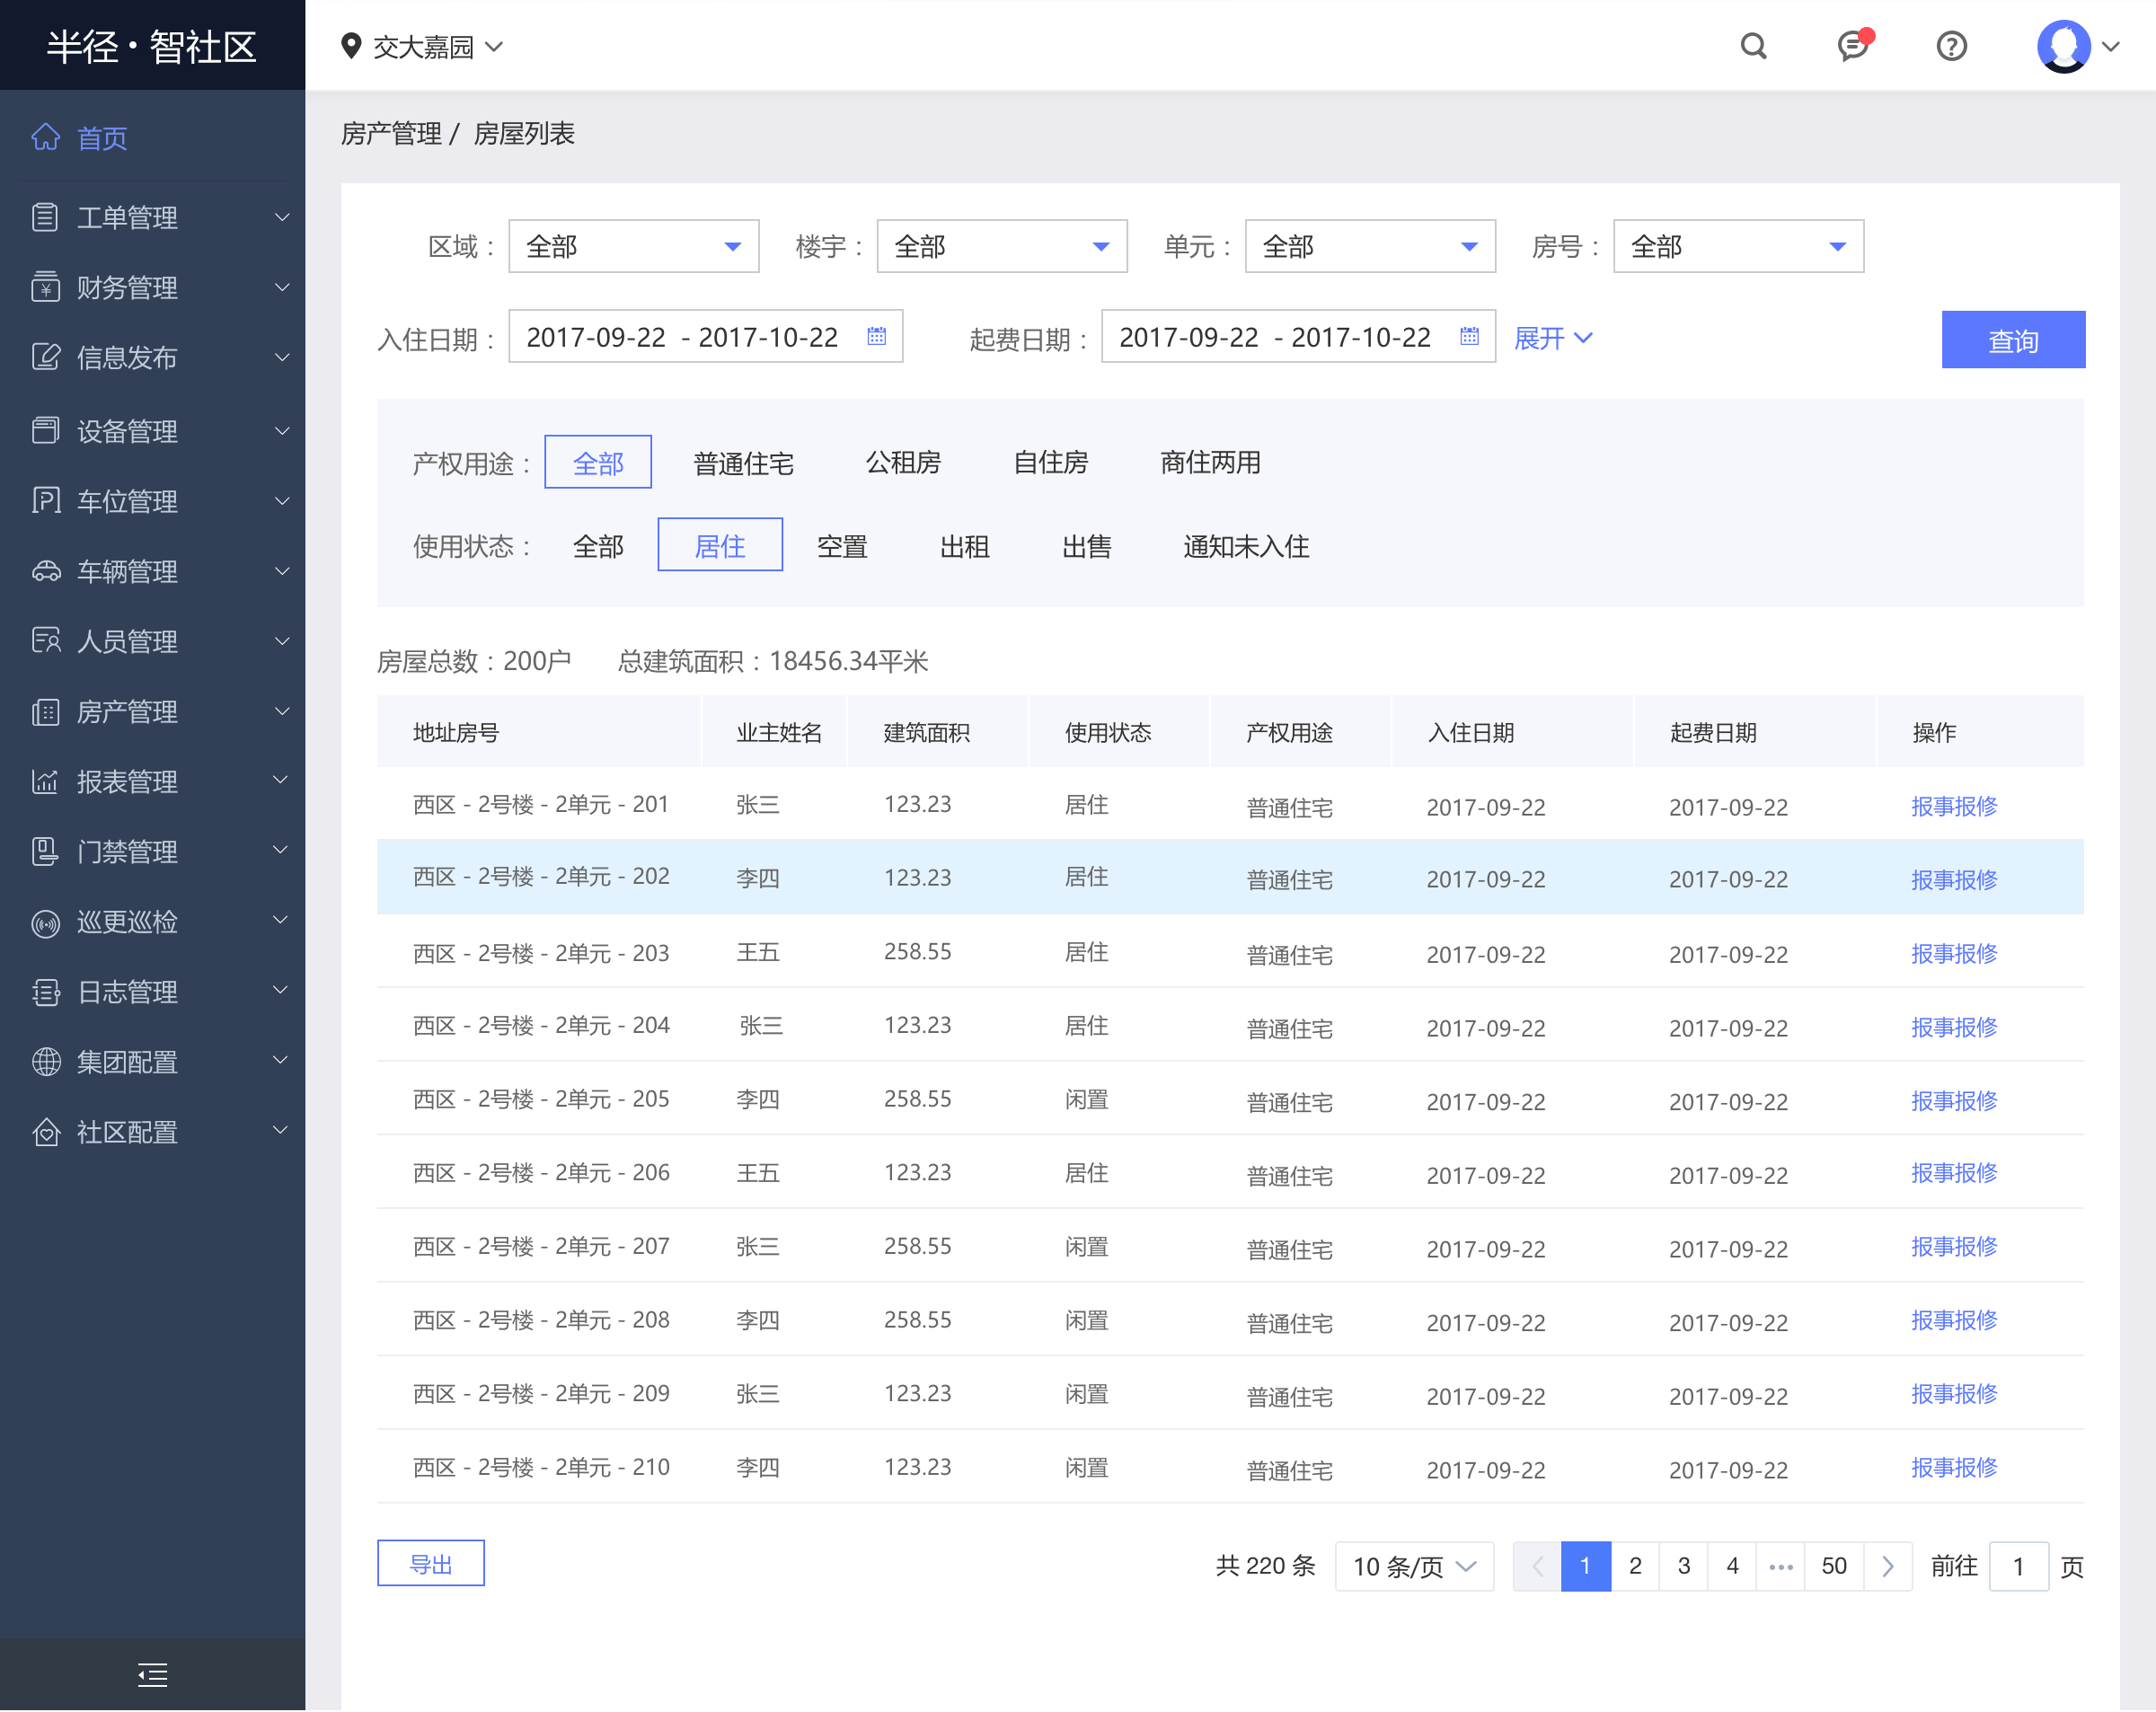 半径·智社区
交大嘉园
首页
工单管理
财务管理
信息发布
设备管理
车位管理
车辆管理
人员管理
房产管理
报表管理
门禁管理
巡更巡检
日志管理
集团配置
社区配置
房产管理 / 房屋列表
区域： 全部 楼宇： 全部 单元： 全部 房号： 全部
入住日期： 2017-09-22 - 2017-10-22 起费日期： 2017-09-22 - 2017-10-22 展开 查询
产权用途： 全部 普通住宅 公租房 自住房 商住两用
使用状态： 全部 居住 空置 出租 出售 通知未入住
房屋总数：200户 总建筑面积：18456.34平米
地址房号 业主姓名 建筑面积 使用状态 产权用途 入住日期 起费日期 操作
西区 - 2号楼 - 2单元 - 201 张三 123.23 居住 普通住宅 2017-09-22 2017-09-22 报事报修
西区 - 2号楼 - 2单元 - 202 李四 123.23 居住 普通住宅 2017-09-22 2017-09-22 报事报修
西区 - 2号楼 - 2单元 - 203 王五 258.55 居住 普通住宅 2017-09-22 2017-09-22 报事报修
西区 - 2号楼 - 2单元 - 204 张三 123.23 居住 普通住宅 2017-09-22 2017-09-22 报事报修
西区 - 2号楼 - 2单元 - 205 李四 258.55 闲置 普通住宅 2017-09-22 2017-09-22 报事报修
西区 - 2号楼 - 2单元 - 206 王五 123.23 居住 普通住宅 2017-09-22 2017-09-22 报事报修
西区 - 2号楼 - 2单元 - 207 张三 258.55 闲置 普通住宅 2017-09-22 2017-09-22 报事报修
西区 - 2号楼 - 2单元 - 208 李四 258.55 闲置 普通住宅 2017-09-22 2017-09-22 报事报修
西区 - 2号楼 - 2单元 - 209 张三 123.23 闲置 普通住宅 2017-09-22 2017-09-22 报事报修
西区 - 2号楼 - 2单元 - 210 李四 123.23 闲置 普通住宅 2017-09-22 2017-09-22 报事报修
导出 共 220 条 10 条/页 1 2 3 4 ••• 50 前往 1 页